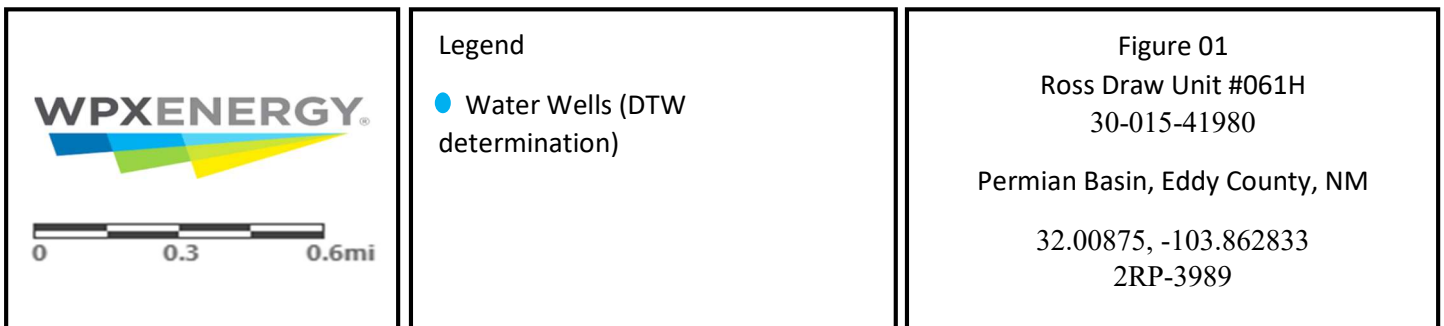 WPXENERGY®
0 0.3 0.6mi
Legend
Water Wells (DTW
determination)
Figure 01
Ross Draw Unit #061H
30-015-41980
Permian Basin, Eddy County, NM
32.00875, -103.862833
2RP-3989